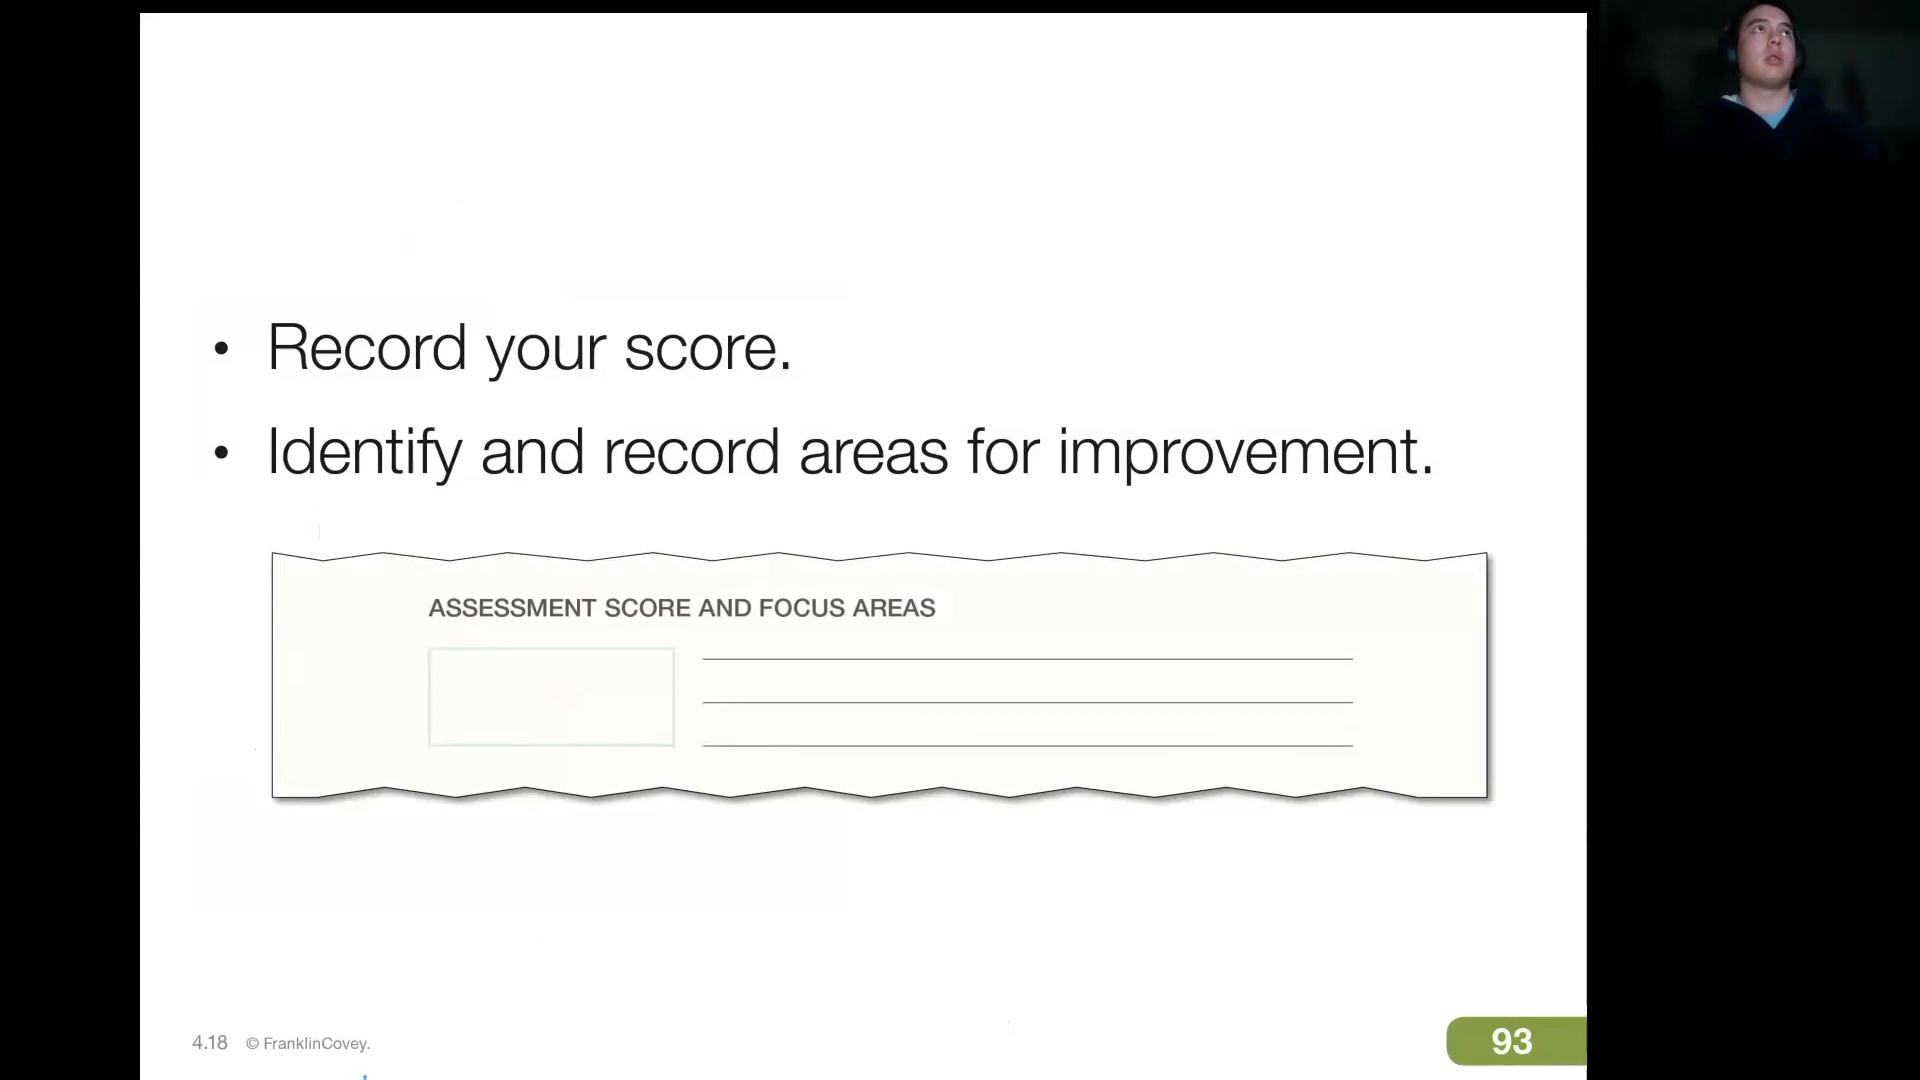 • Record your score.
• Identify and record areas for improvement.
ASSESSMENT SCORE AND FOCUS AREAS
4.18 © FranklinCovey.
93